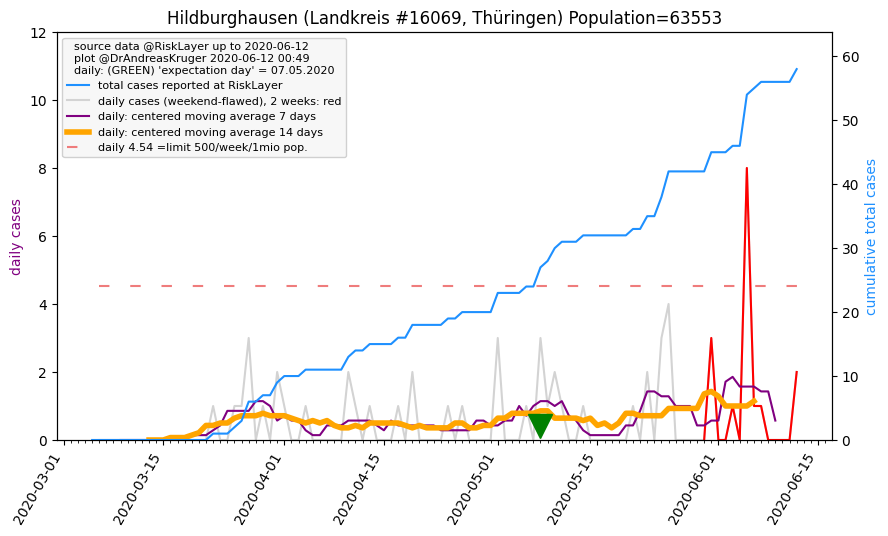 Hildburghausen (Landkreis #16069, Thüringen) Population=63553
source data @RiskLayer up to 2020-06-12
plot @DrAndreasKruger 2020-06-12 00:49
daily: (GREEN) 'expectation day' = 07.05.2020
total cases reported at RiskLayer
daily cases (weekend-flawed), 2 weeks: red
daily: centered moving average 7 days
daily: centered moving average 14 days
daily 4.54 =limit 500/week/1mio pop.
daily cases
12
10
8
6
4
2
0
60
50
40
30
20
10
0
cumulative total cases
2020-03-01
2020-03-15
2020-04-01
2020-04-15
2020-05-01
2020-05-15
2020-06-01
2020-06-15